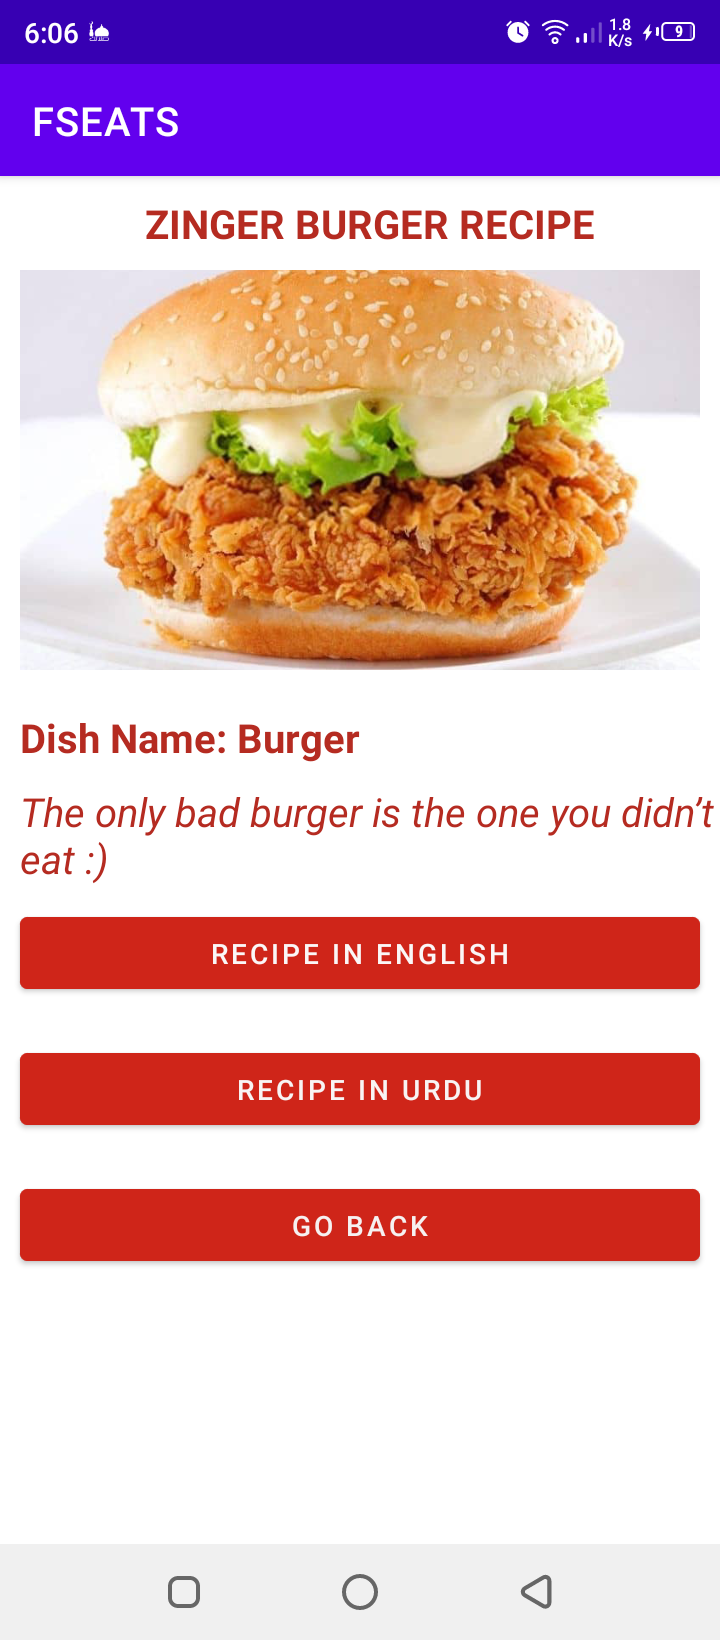 6:06
1.8
K/s
9
FSEATS
ZINGER BURGER RECIPE
Dish Name: Burger
The only bad burger is the one you didn’t
eat :)
RECIPE IN ENGLISH
RECIPE IN URDU
GO BACK